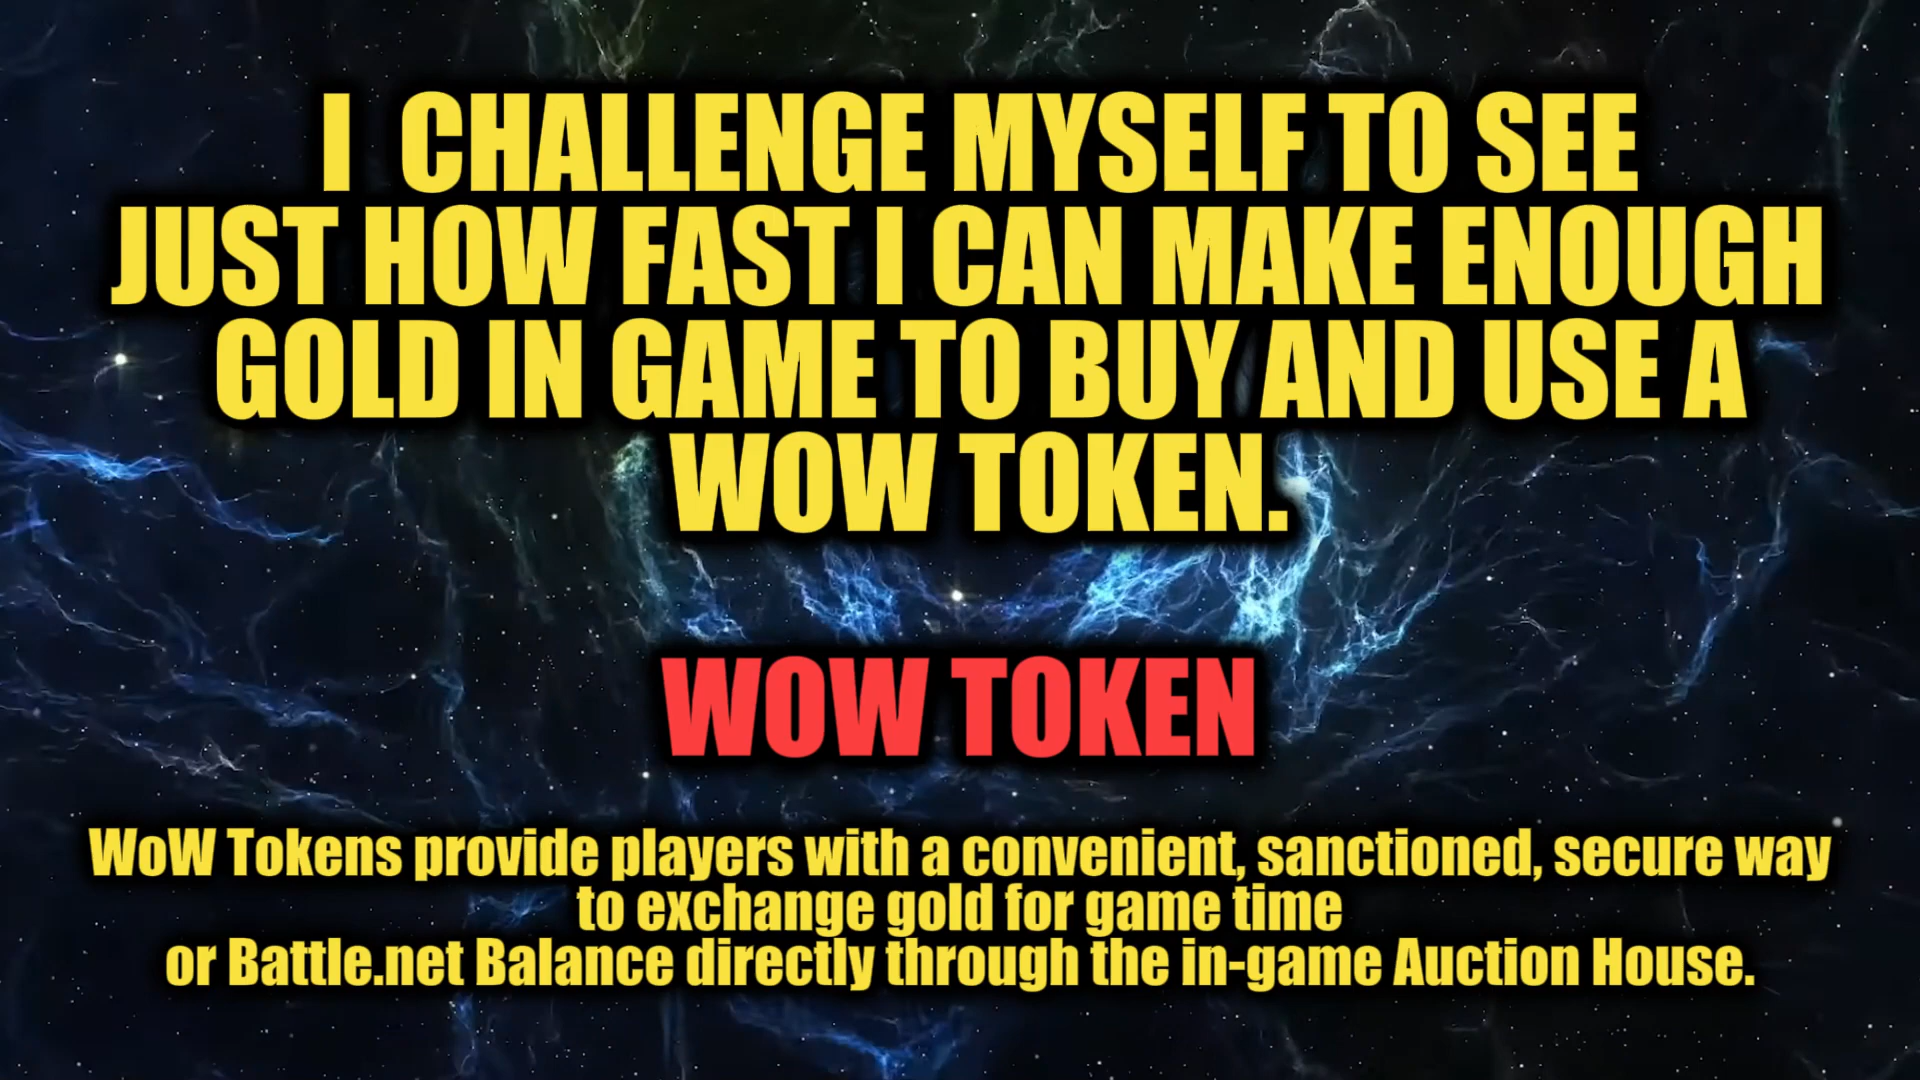 I  CHALLENGE MYSELF TO SEE
JUST HOW FAST I CAN MAKE ENOUGH
GOLD IN GAME TO BUY AND USE A
WOW TOKEN.
WOW TOKEN
WoW Tokens provide players with a convenient, sanctioned, secure way
to exchange gold for game time
or Battle.net Balance directly through the in-game Auction House.